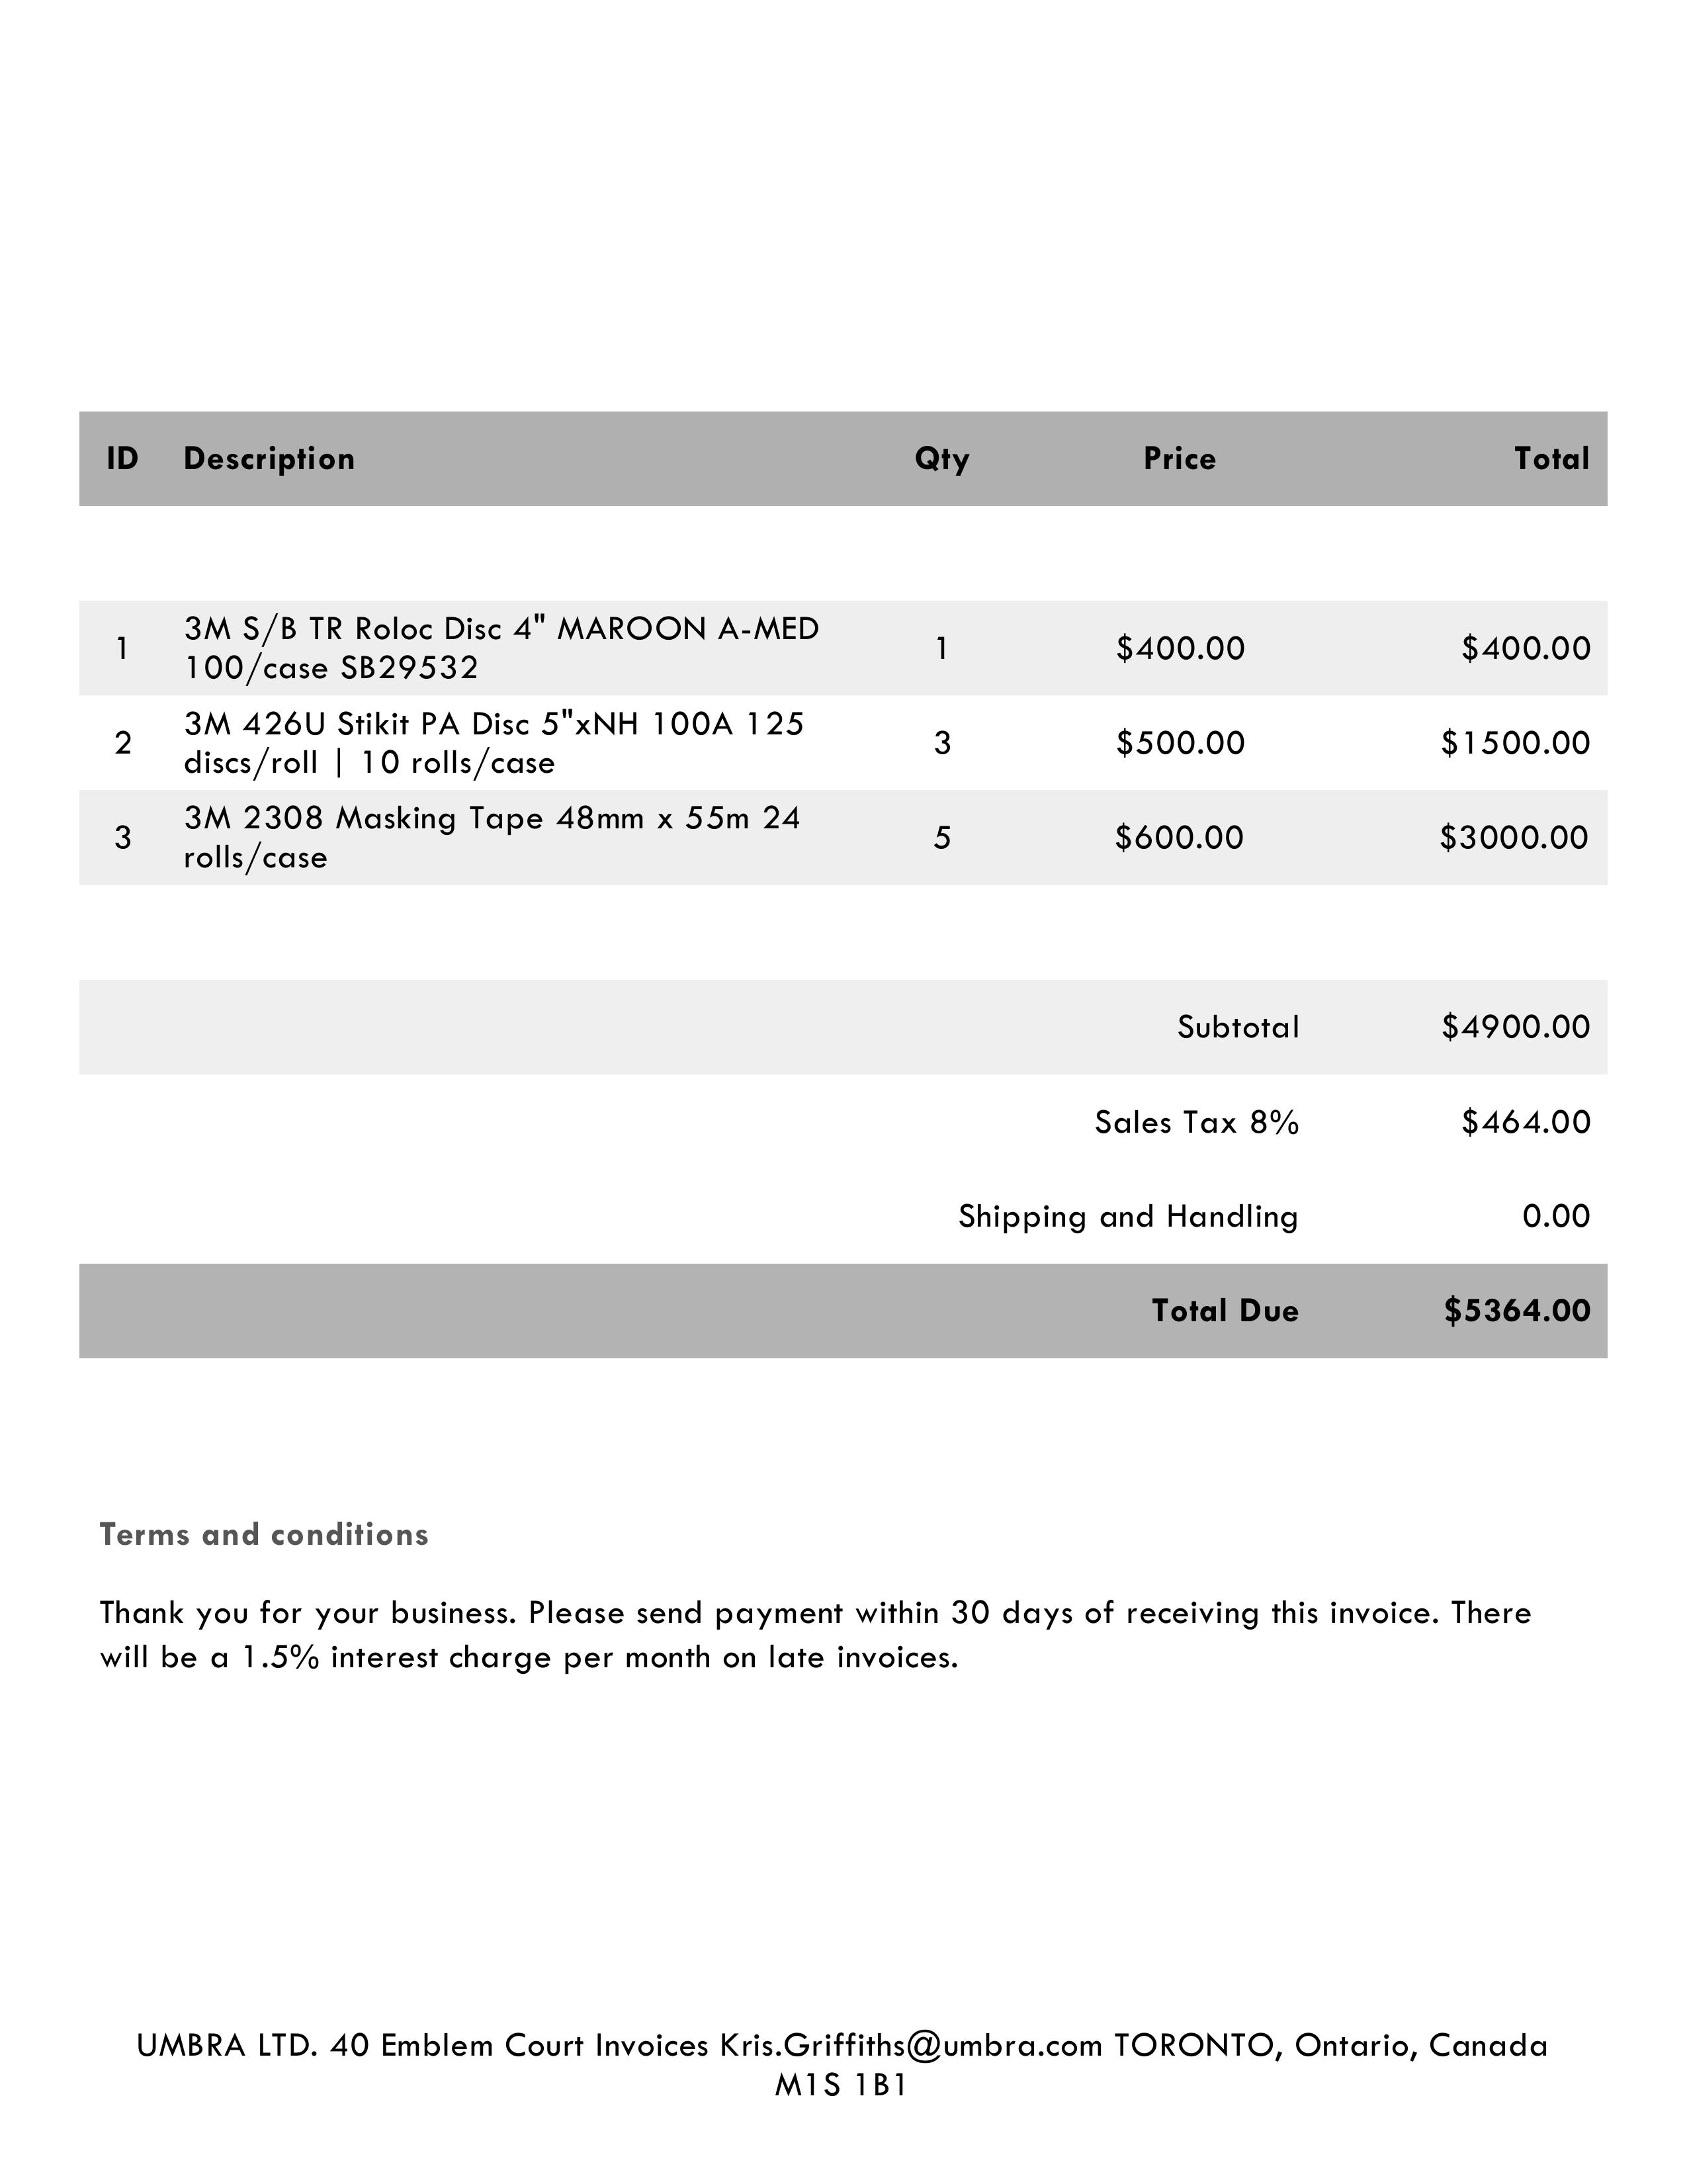 ID Description Qty Price Total
1 3M S/B TR Roloc Disc 4" MAROON A-MED 100/case SB29532 1 $400.00 $400.00
2 3M 426U Stikit PA Disc 5"xNH 100A 125 discs/roll | 10 rolls/case 3 $500.00 $1500.00
3 3M 2308 Masking Tape 48mm x 55m 24 rolls/case 5 $600.00 $3000.00
Subtotal $4900.00
Sales Tax 8% $464.00
Shipping and Handling 0.00
Total Due $5364.00
Terms and conditions
Thank you for your business. Please send payment within 30 days of receiving this invoice. There
will be a 1.5% interest charge per month on late invoices.
UMBRA LTD. 40 Emblem Court Invoices Kris.Griffiths@umbra.com TORONTO, Ontario, Canada
M1S 1B1